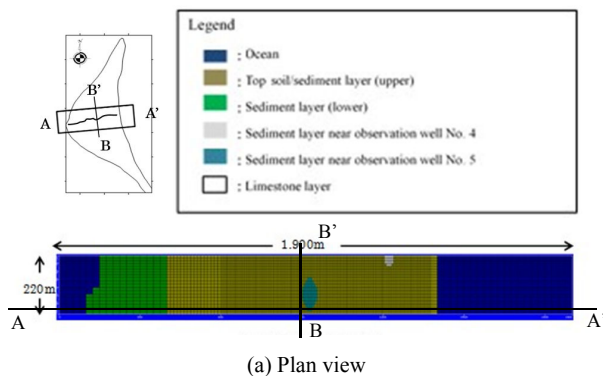 Legend
: Ocean
: Top soil/sediment layer (upper)
: Sediment layer (lower)
: Sediment layer near observation well No. 4
: Sediment layer near observation well No. 5
: Limestone layer
B'
A
A'
B
B'
1.900m
220m
A
A'
B
(a) Plan view